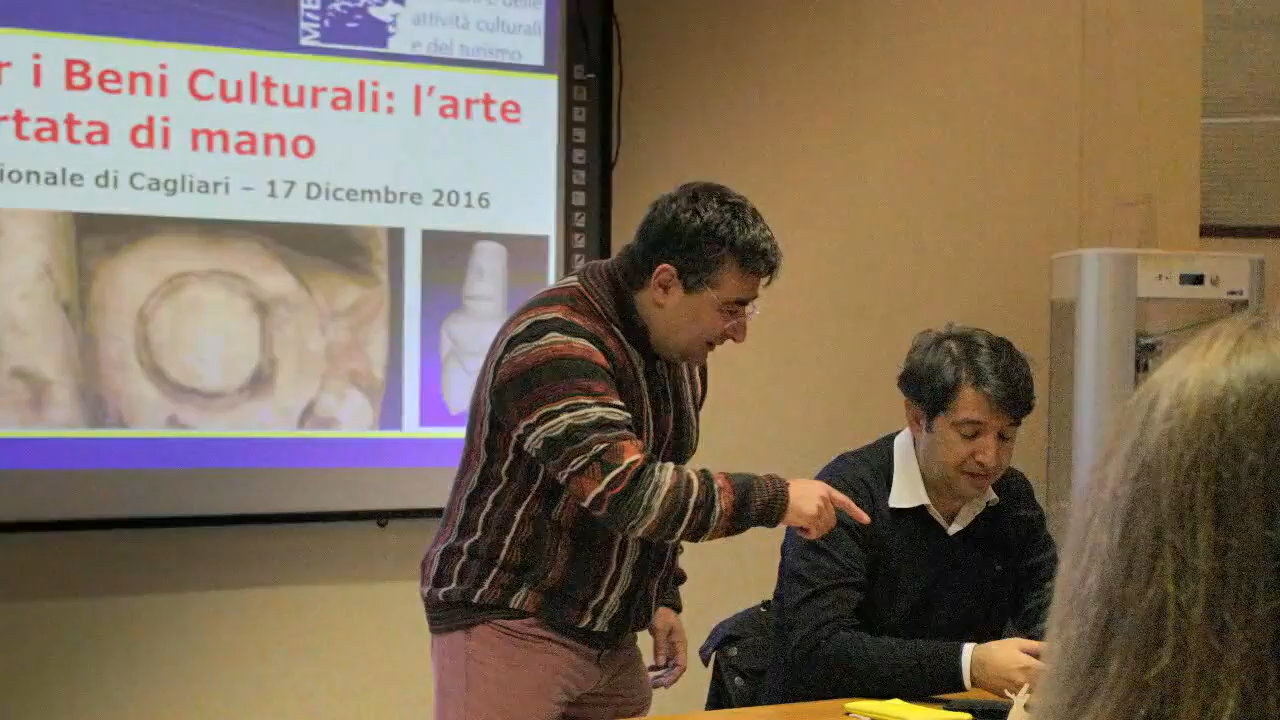 attività culturali
e del turismo
r i Beni Culturali: l'arte
rtata di mano
ionale di Cagliari – 17 Dicembre 2016